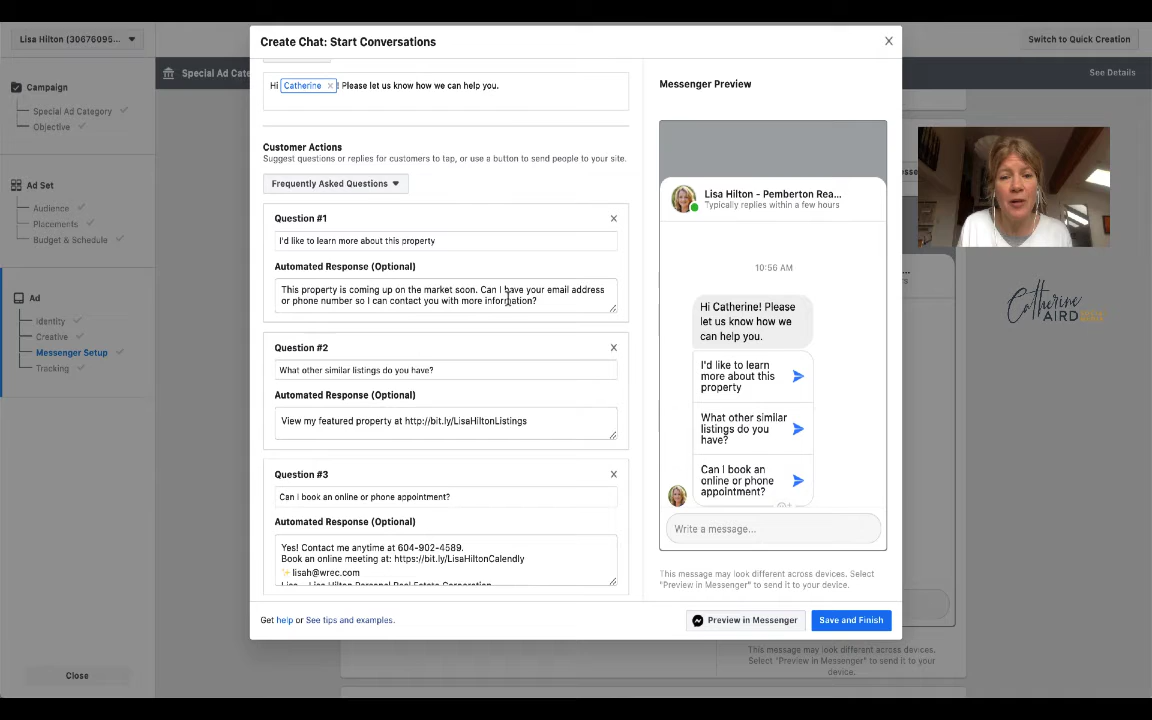 Lisa Hilton (30676095...
Create Chat: Start Conversations
Switch to Quick Creation
Special Ad Cate
See Details
Campaign
Special Ad Category
Objective
Ad Set
Audience
Placements
Budget & Schedule
Ad
Identity
Creative
Messenger Setup
Tracking
Close
Hi Catherine × ! Please let us know how we can help you.
Customer Actions
Suggest questions or replies for customers to tap, or use a button to send people to your site.
Frequently Asked Questions
Question #1
I'd like to learn more about this property
Automated Response (Optional)
This property is coming up on the market soon. Can I have your email address
or phone number so I can contact you with more information?
Question #2
What other similar listings do you have?
Automated Response (Optional)
View my featured property at http://bit.ly/LisaHiltonListings
Question #3
Can I book an online or phone appointment?
Automated Response (Optional)
Yes! Contact me anytime at 604-902-4589.
Book an online meeting at: https://bit.ly/LisaHiltonCalendly
✨ lisah@wrec.com
Lisa Hilton Personal Real Estate Corporation
Get help or See tips and examples.
Messenger Preview
Lisa Hilton - Pemberton Rea...
Typically replies within a few hours
10:56 AM
Hi Catherine! Please
let us know how we
can help you.
I'd like to learn
more about this
property
What other similar
listings do you
have?
Can I book an
online or phone
appointment?
Write a message...
This message may look different across devices. Select
"Preview in Messenger" to send it to your device.
Preview in Messenger
Save and Finish
This message may look different across devices.
Select "Preview in Messenger" to send it to your
device.
Catherine
AIRD